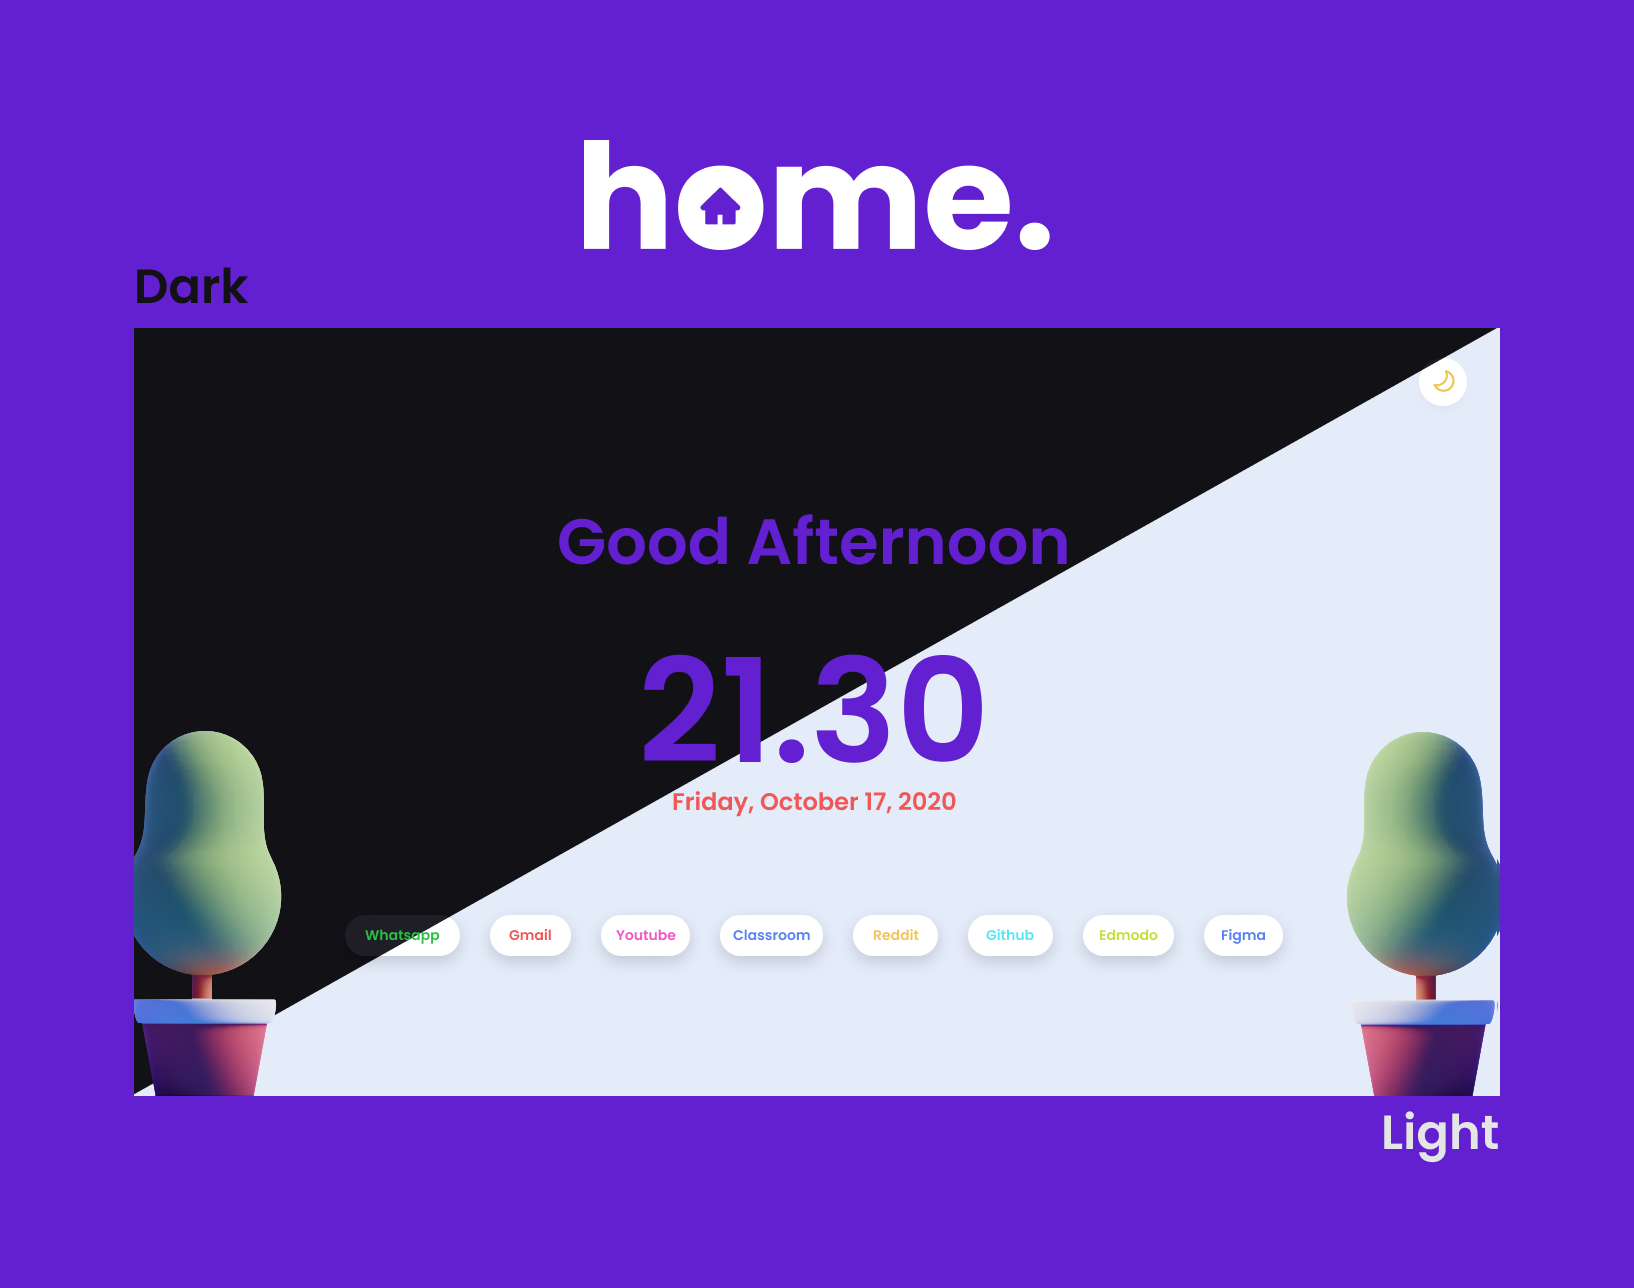 home.
Dark
Good Afternoon
21.30
Friday, October 17, 2020
Whatsapp Gmail Youtube Classroom Reddit Github Edmodo Figma
Light